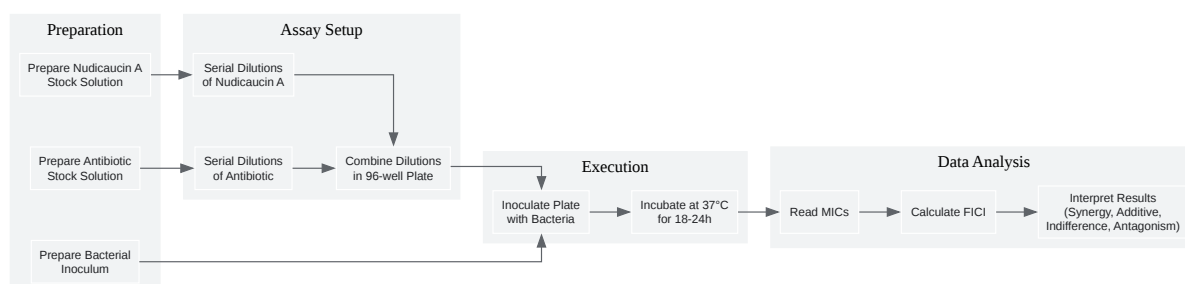 Preparation
Prepare Nudicaucin A
Stock Solution
Prepare Antibiotic
Stock Solution
Prepare Bacterial
Inoculum
Assay Setup
Serial Dilutions
of Nudicaucin A
Serial Dilutions
of Antibiotic
Combine Dilutions
in 96-well Plate
Execution
Inoculate Plate
with Bacteria
Incubate at 37°C
for 18-24h
Data Analysis
Read MICs
Calculate FICI
Interpret Results
(Synergy, Additive,
Indifference, Antagonism)